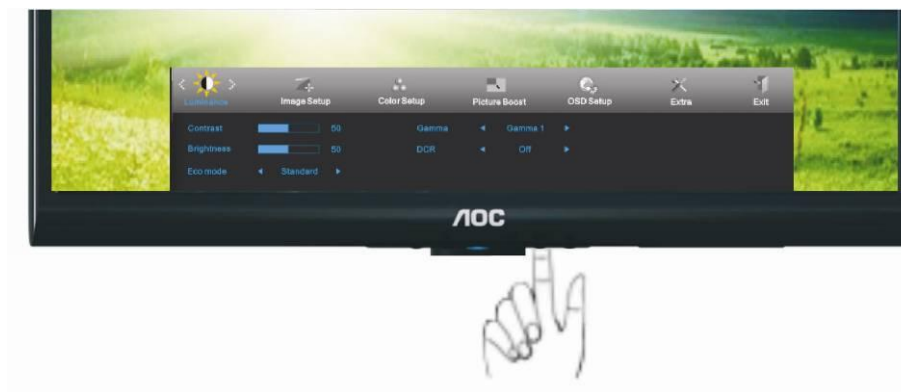 Luminance Image Setup Color Setup Picture Boost OSD Setup Extra Exit
Contrast 50 Gamma Gamma 1
Brightness 50 DCR Off
Eco mode Standard
AOC